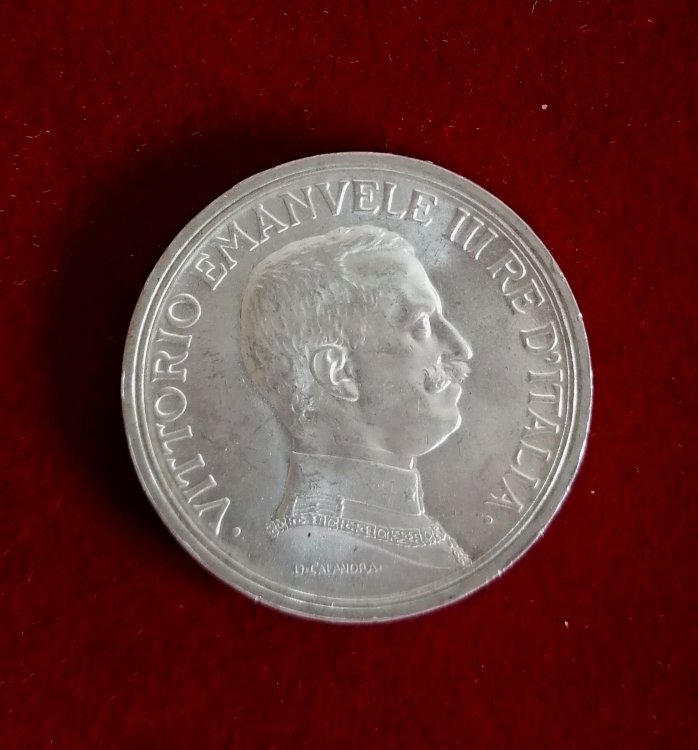 · VITTORIO EMANVELE III RE D'ITALIA ·
D·CALANDRA·